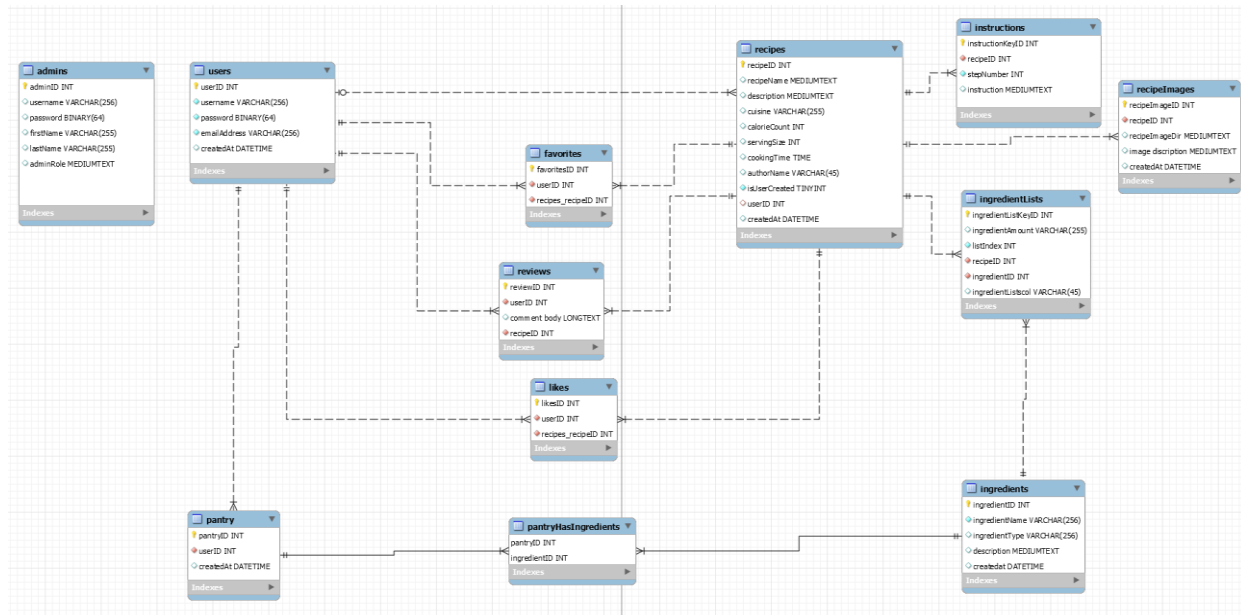 admins
adminID INT
username VARCHAR(256)
password BINARY(64)
firstName VARCHAR(255)
lastName VARCHAR(255)
adminRole MEDIUMTEXT
Indexes
users
userID INT
username VARCHAR(256)
password BINARY(64)
emailAddress VARCHAR(256)
createdAt DATETIME
Indexes
favorites
favoritesID INT
userID INT
recipes_recipeID INT
Indexes
reviews
reviewID INT
userID INT
comment body LONGTEXT
recipeID INT
Indexes
likes
likesID INT
userID INT
recipes_recipeID INT
Indexes
recipes
recipeID INT
recipeName MEDIUMTEXT
description MEDIUMTEXT
cuisine VARCHAR(255)
calorieCount INT
servingSize INT
cookingTime TIME
authorName VARCHAR(45)
isUserCreated TINYINT
userID INT
createdAt DATETIME
Indexes
instructions
instructionKeyID INT
recipeID INT
stepNumber INT
instruction MEDIUMTEXT
Indexes
recipeImages
recipeImageID INT
recipeID INT
recipeImageDir MEDIUMTEXT
image discription MEDIUMTEXT
createdAt DATETIME
Indexes
ingredientLists
ingredientListKeyID INT
ingredientAmount VARCHAR(255)
listIndex INT
recipeID INT
ingredientID INT
ingredientListscol VARCHAR(45)
Indexes
pantry
pantryID INT
userID INT
createdAt DATETIME
Indexes
pantryHasIngredients
pantryID INT
ingredientID INT
Indexes
ingredients
ingredientID INT
ingredientName VARCHAR(256)
ingredientType VARCHAR(256)
description MEDIUMTEXT
createdat DATETIME
Indexes